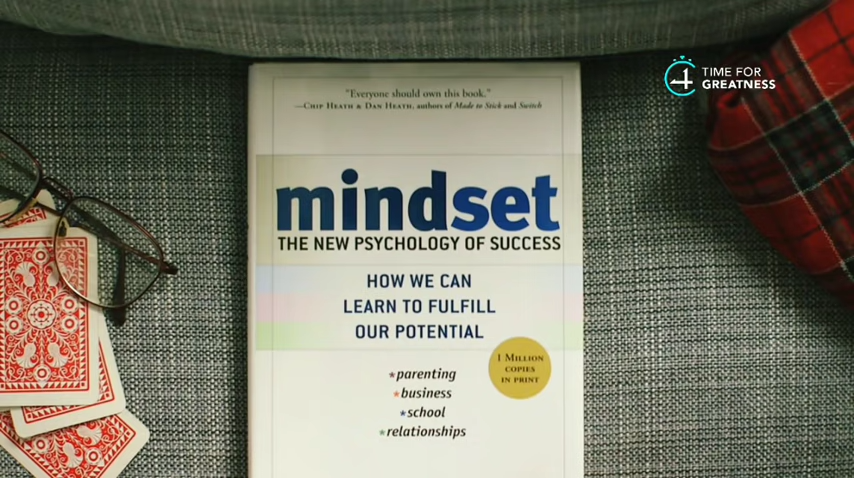 "Everyone should own this book."
—Chip Heath & Dan Heath, authors of Made to Stick and Switch
mindset
THE NEW PSYCHOLOGY OF SUCCESS
HOW WE CAN
LEARN TO FULFILL
OUR POTENTIAL
1 MILLION
COPIES
IN PRINT
*parenting
*business
*school
*relationships
TIME FOR
GREATNESS